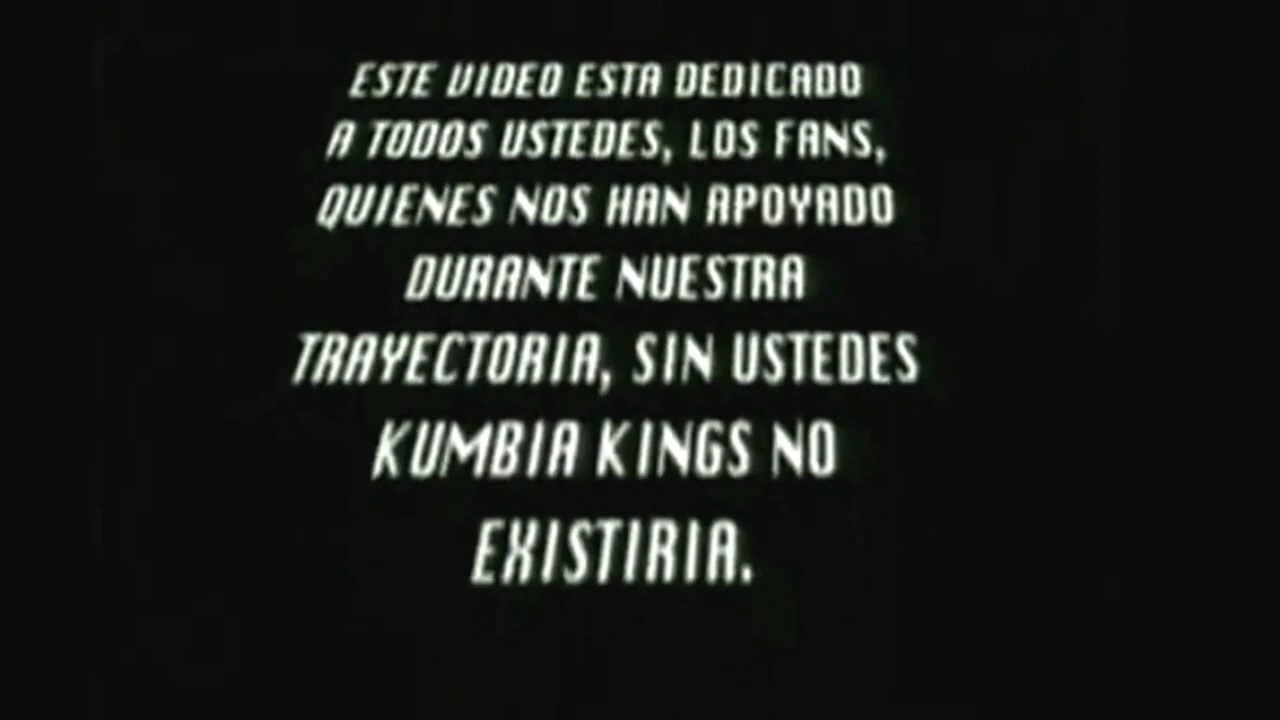 ESTE VIDEO ESTA DEDICADO
A TODOS USTEDES, LOS FANS,
QUIENES NOS HAN APOYADO
DURANTE NUESTRA
TRAYECTORIA, SIN USTEDES
KUMBIA KINGS NO
EXISTIRIA.